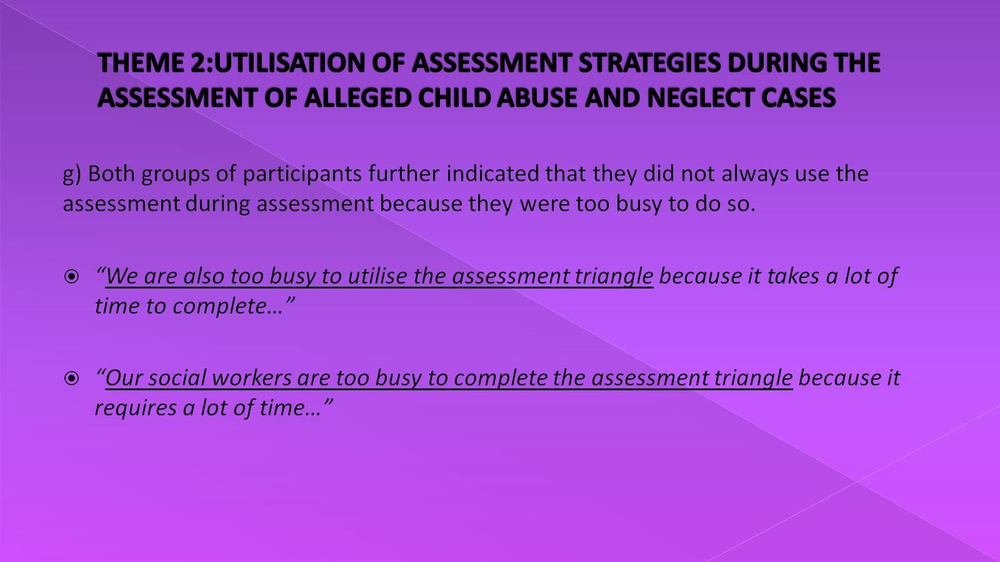 THEME 2:UTILISATION OF ASSESSMENT STRATEGIES DURING THE
ASSESSMENT OF ALLEGED CHILD ABUSE AND NEGLECT CASES
g) Both groups of participants further indicated that they did not always use the
assessment during assessment because they were too busy to do so.
“We are also too busy to utilise the assessment triangle because it takes a lot of
time to complete…”
“Our social workers are too busy to complete the assessment triangle because it
requires a lot of time…”